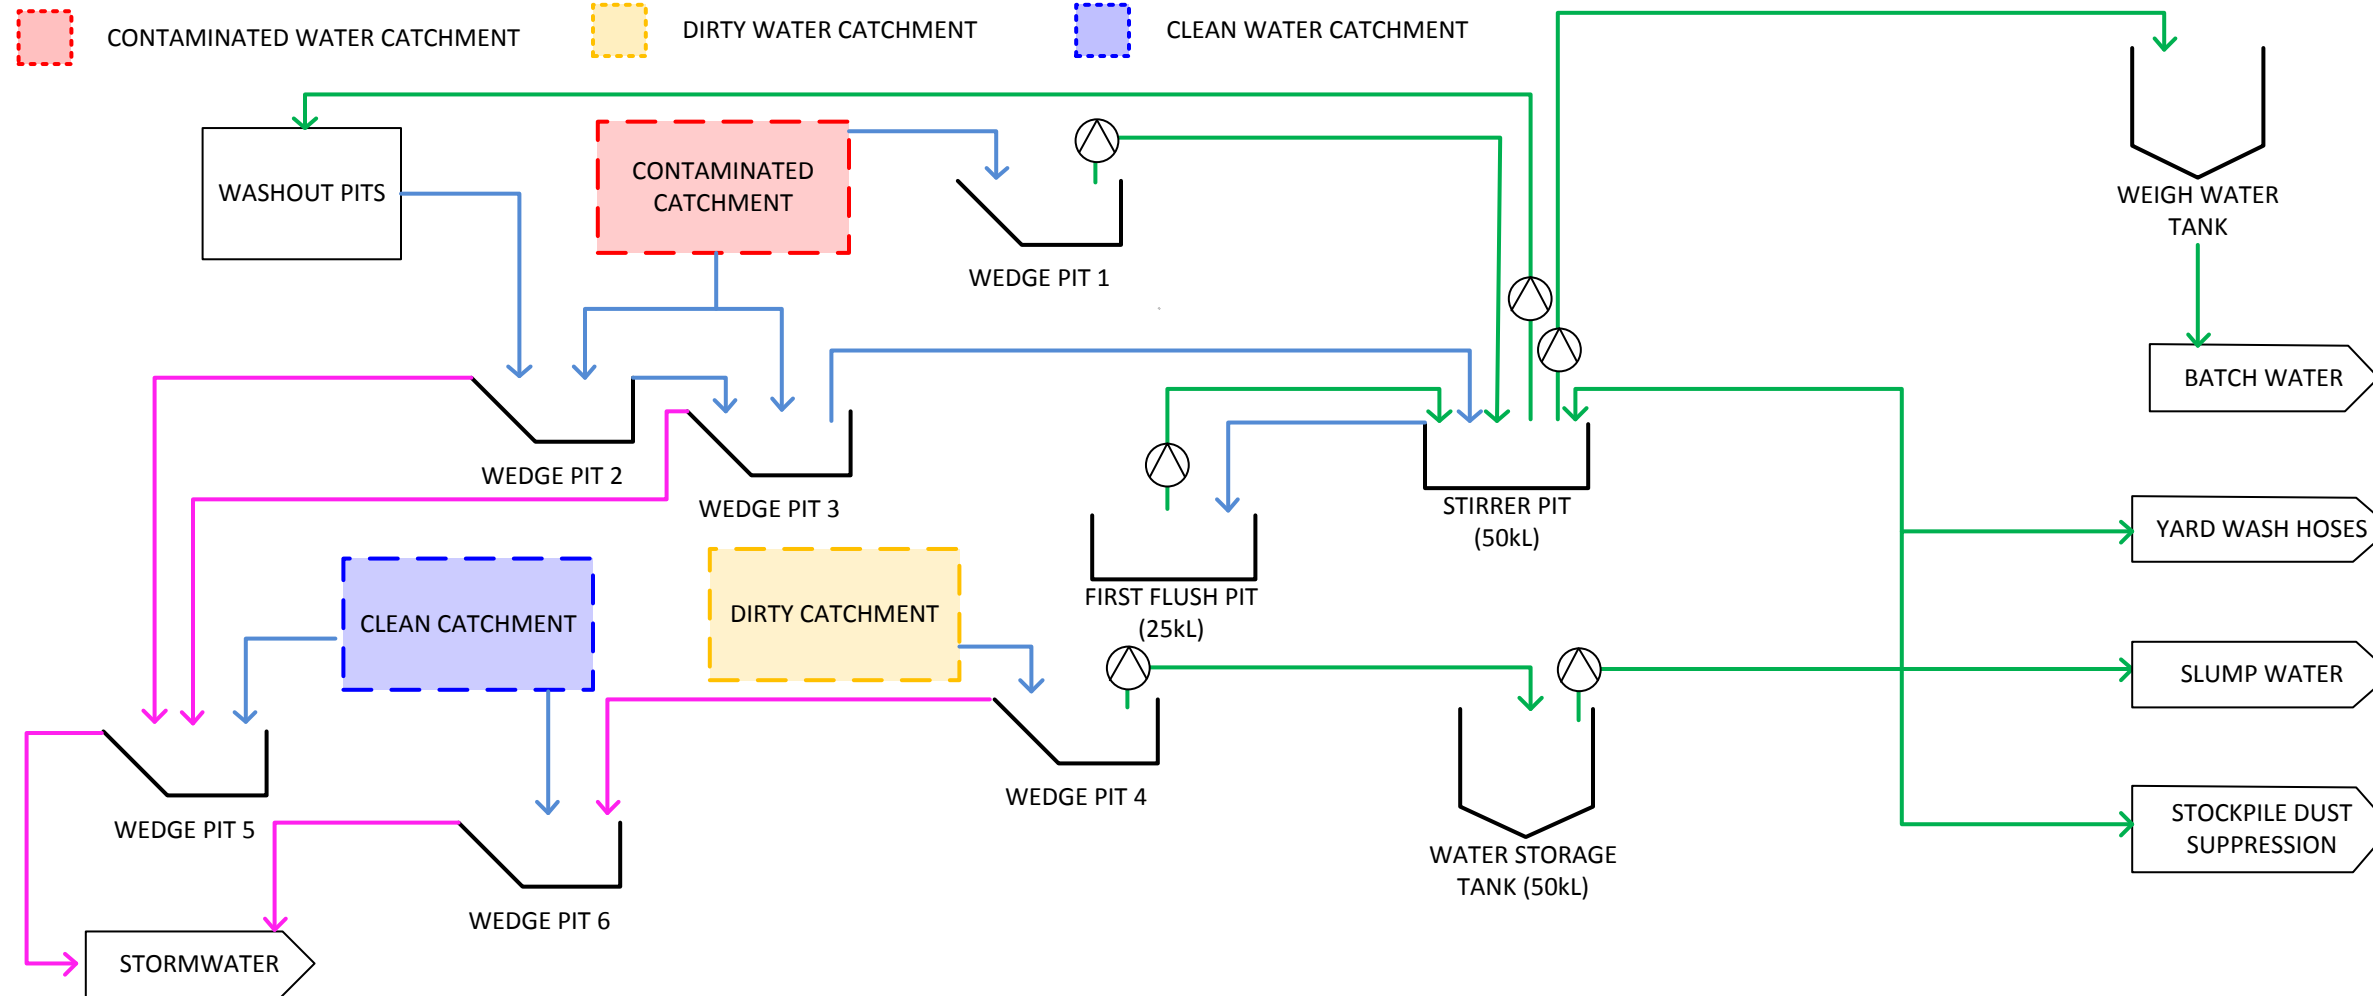 CONTAMINATED WATER CATCHMENT
DIRTY WATER CATCHMENT
CLEAN WATER CATCHMENT
WASHOUT PITS
CONTAMINATED
CATCHMENT
WEDGE PIT 1
WEIGH WATER
TANK
BATCH WATER
WEDGE PIT 2
WEDGE PIT 3
STIRRER PIT
(50kL)
YARD WASH HOSES
FIRST FLUSH PIT
(25kL)
CLEAN CATCHMENT
DIRTY CATCHMENT
SLUMP WATER
WEDGE PIT 4
WEDGE PIT 5
STOCKPILE DUST
SUPPRESSION
WATER STORAGE
TANK (50kL)
WEDGE PIT 6
STORMWATER